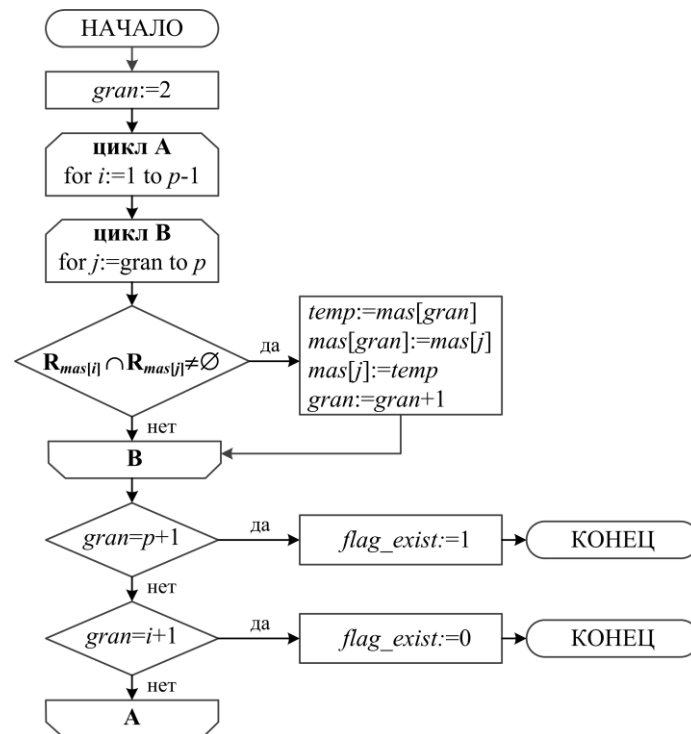 НАЧАЛО
gran:=2
цикл A
for i:=1 to p-1
цикл B
for j:=gran to p
R_mas[i] ∩ R_mas[j] ≠ ∅
да
temp:=mas[gran]
mas[gran]:=mas[j]
mas[j]:=temp
gran:=gran+1
нет
B
gran=p+1
да
flag_exist:=1
КОНЕЦ
нет
gran=i+1
да
flag_exist:=0
КОНЕЦ
нет
A